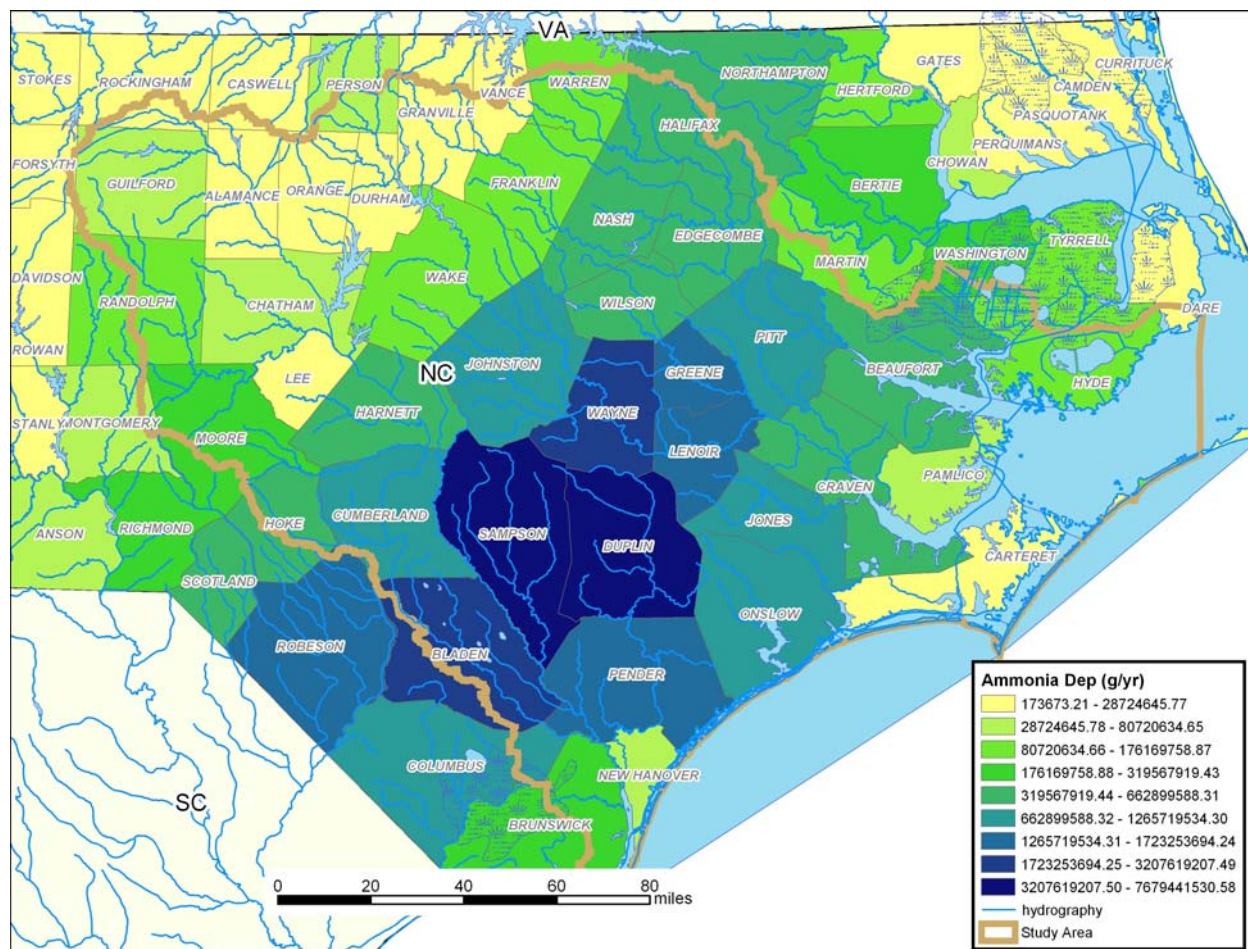 VA
STOKES
ROCKINGHAM
CASWELL
PERSON
GRANVILLE
VANCE
WARREN
NORTHAMPTON
HERTFORD
GATES
CURRITUCK
CAMDEN
PASQUOTANK
PERQUIMANS
CHOWAN
HALIFAX
FORSYTH
GUILFORD
ALAMANCE
ORANGE
DURHAM
FRANKLIN
BERTIE
NASH
EDGECOMBE
MARTIN
WASHINGTON
TYRRELL
DAVIDSON
RANDOLPH
CHATHAM
WAKE
WILSON
PITT
DARE
ROWAN
LEE
NC
JOHNSTON
GREENE
BEAUFORT
HYDE
STANLY
MONTGOMERY
MOORE
HARNETT
WAYNE
LENOIR
PAMLICO
ANSON
RICHMOND
HOKE
CUMBERLAND
SAMPSON
DUPLIN
JONES
CRAVEN
CARTERET
SCOTLAND
ROBESON
BLADEN
PENDER
ONSLOW
COLUMBUS
NEW HANOVER
BRUNSWICK
SC
0 20 40 60 80
miles
Ammonia Dep (g/yr)
173673.21 - 28724645.77
28724645.78 - 80720634.65
80720634.66 - 176169758.87
176169758.88 - 319567919.43
319567919.44 - 662899588.31
662899588.32 - 1265719534.30
1265719534.31 - 1723253694.24
1723253694.25 - 3207619207.49
3207619207.50 - 7679441530.58
hydrography
Study Area